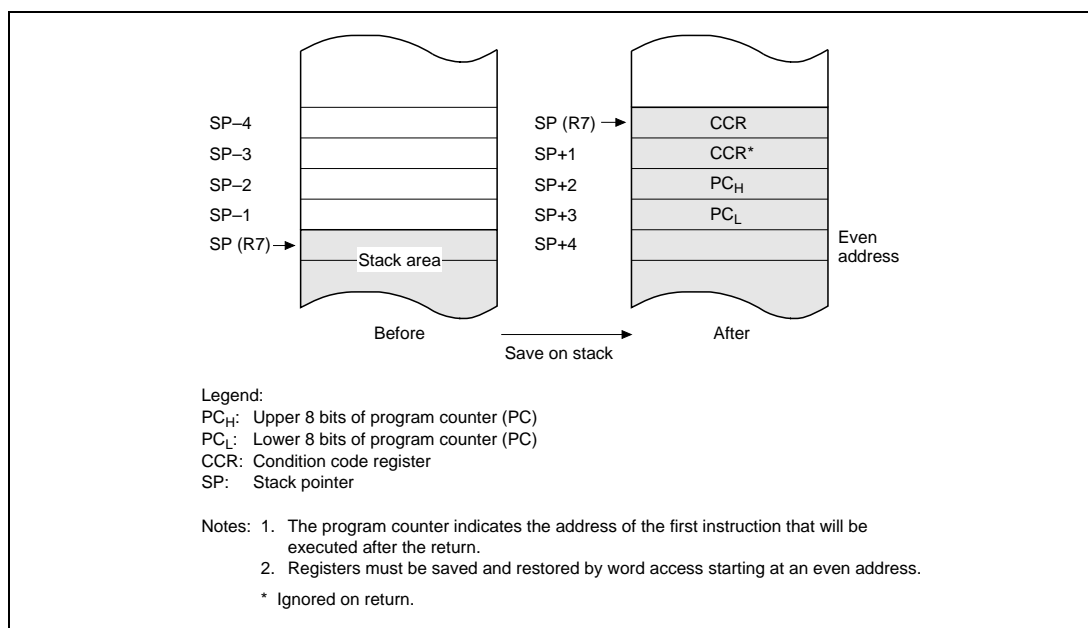 SP–4
SP–3
SP–2
SP–1
SP (R7)
Stack area
Before
SP (R7)
SP+1
SP+2
SP+3
SP+4
CCR
CCR*
PCH
PCL
Even
address
After
Save on stack
Legend:
PCH: Upper 8 bits of program counter (PC)
PCL: Lower 8 bits of program counter (PC)
CCR: Condition code register
SP: Stack pointer
Notes: 1. The program counter indicates the address of the first instruction that will be
executed after the return.
2. Registers must be saved and restored by word access starting at an even address.
* Ignored on return.